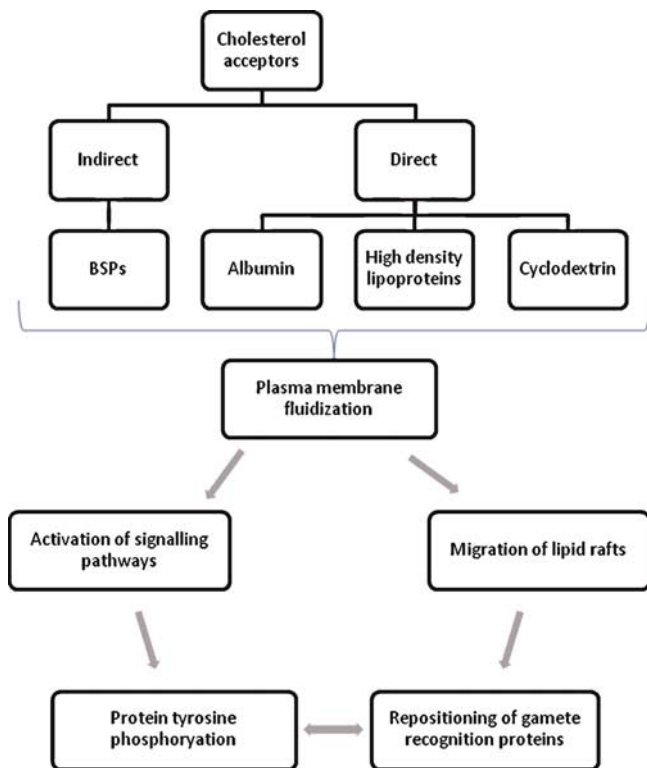 Cholesterol
acceptors
Indirect
Direct
BSPs
Albumin
High density
lipoproteins
Cyclodextrin
Plasma membrane
fluidization
Activation of signalling
pathways
Migration of lipid rafts
Protein tyrosine
phosphoryation
Repositioning of gamete
recognition proteins